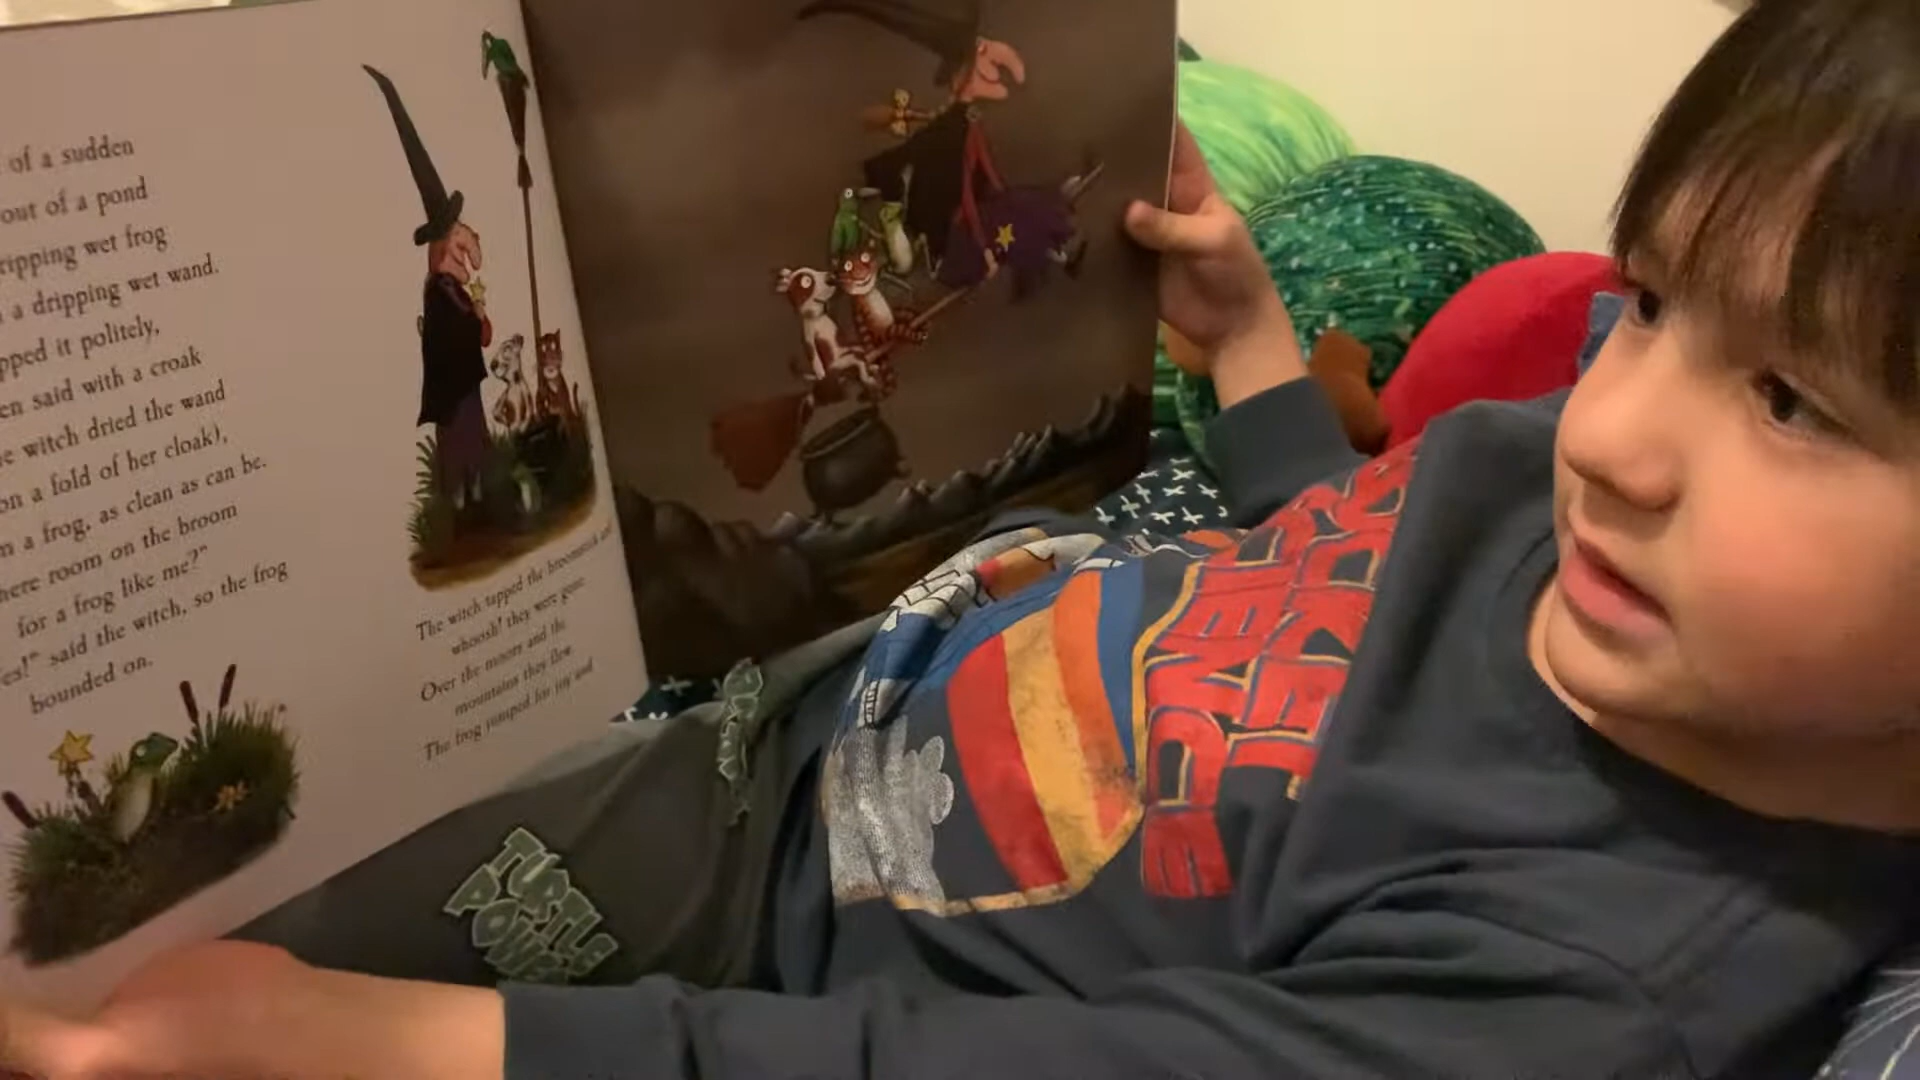 of a sudden
out of a pond
ripping wet frog
a dripping wet wand.
pped it politely,
en said with a croak
e witch dried the wand
on a fold of her cloak),
m a frog, as clean as can be.
here room on the broom
for a frog like me?"
es!" said the witch, so the frog
bounded on.
The witch tapped the broomstick and
whoosh! they were gone
Over the moors and the
mountains they flew.
The frog jumped for joy and
TURTLE
POWER